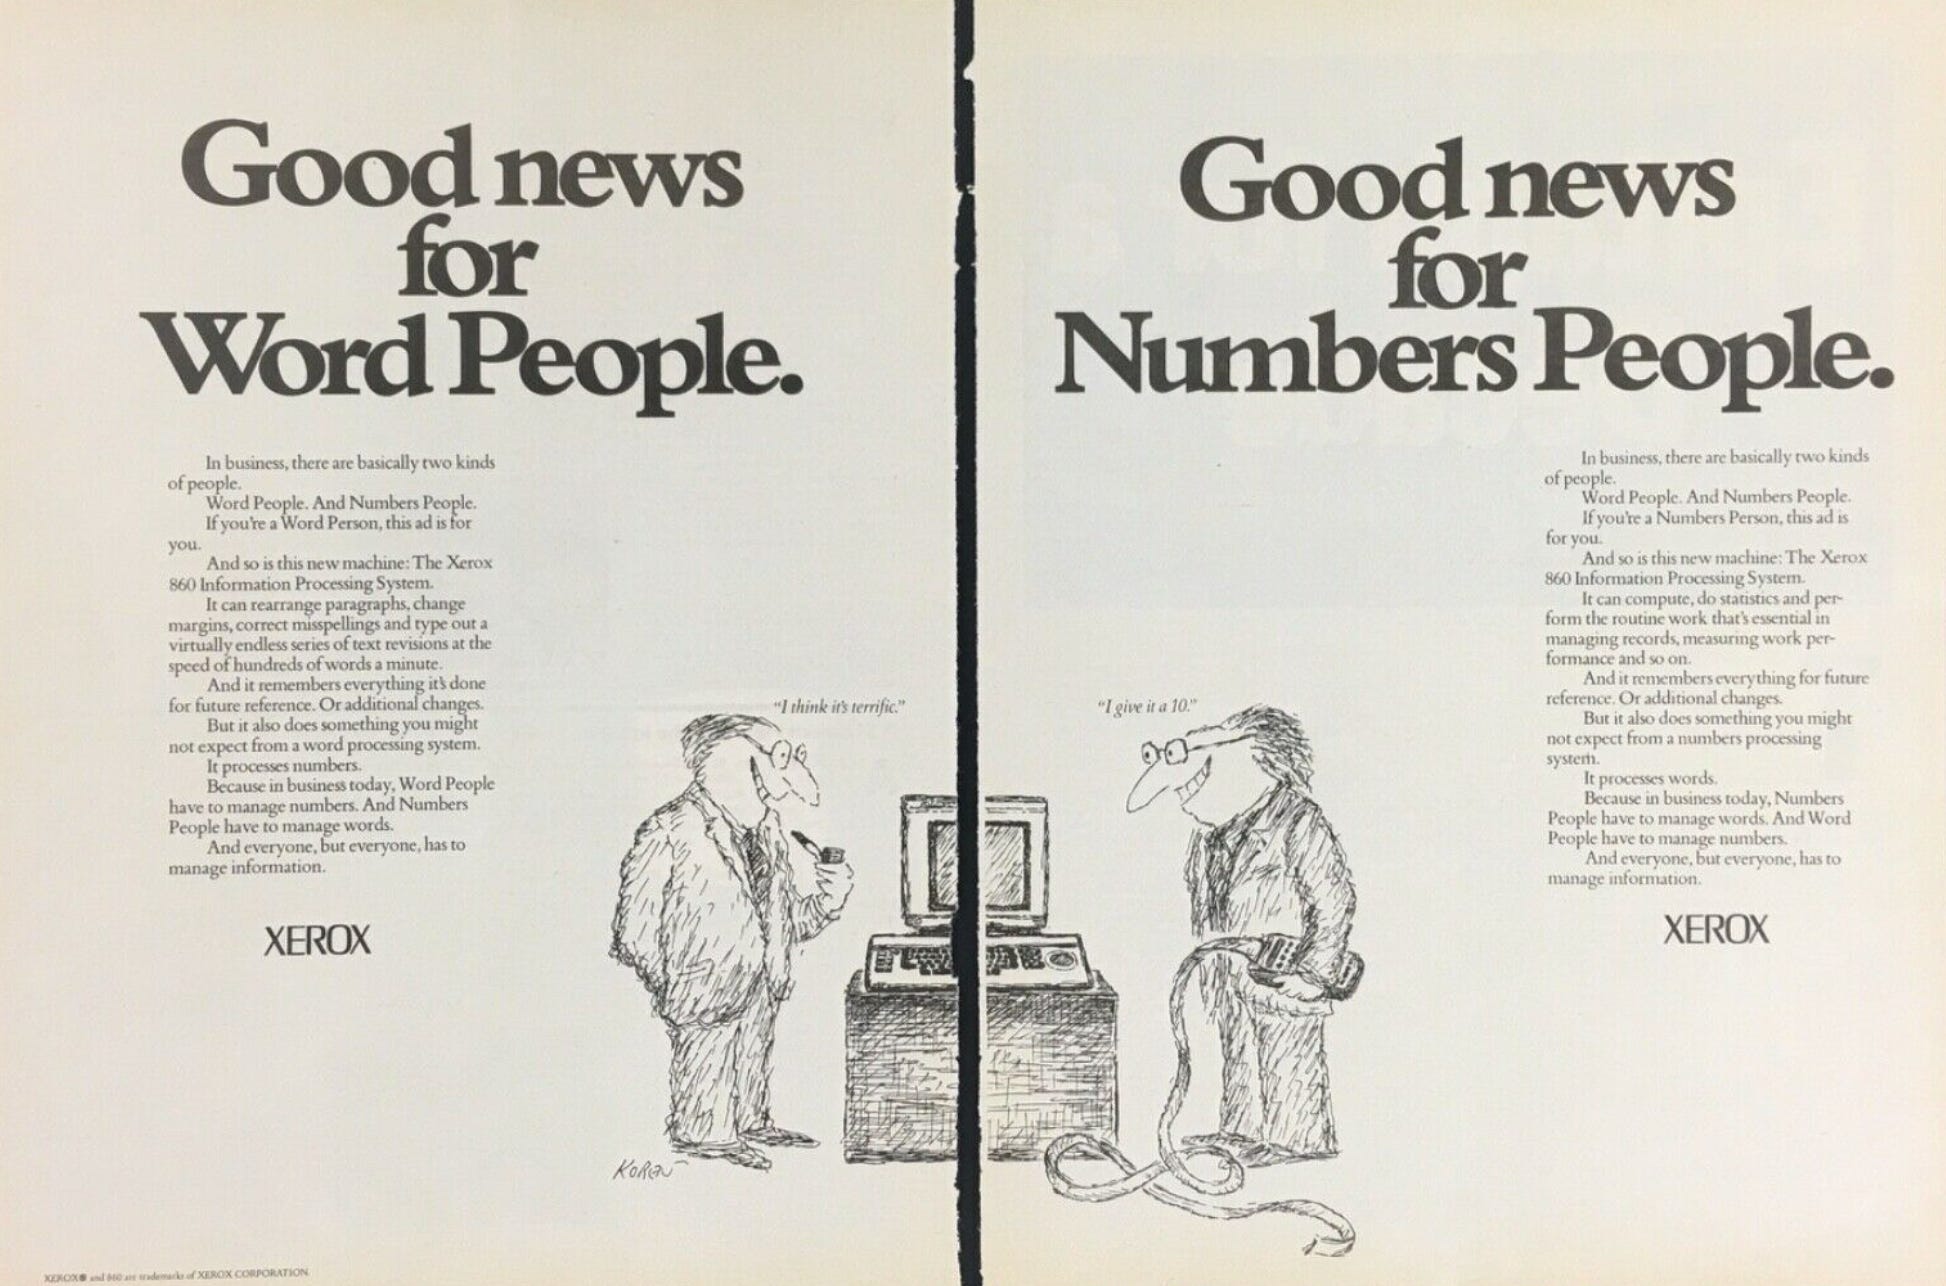 Good news
for
Word People.
In business, there are basically two kinds
of people.
Word People. And Numbers People.
If you're a Word Person, this ad is for
you.
And so is this new machine: The Xerox
860 Information Processing System.
It can rearrange paragraphs, change
margins, correct misspellings and type out a
virtually endless series of text revisions at the
speed of hundreds of words a minute.
And it remembers everything it's done
for future reference. Or additional changes.
But it also does something you might
not expect from a word processing system.
It processes numbers.
Because in business today, Word People
have to manage numbers. And Numbers
People have to manage words.
And everyone, but everyone, has to
manage information.
XEROX
"I think it's terrific."
KOREN
XEROX® and 860 are trademarks of XEROX CORPORATION
Good news
for
Numbers People.
"I give it a 10."
In business, there are basically two kinds
of people.
Word People. And Numbers People.
If you're a Numbers Person, this ad is
for you.
And so is this new machine: The Xerox
860 Information Processing System.
It can compute, do statistics and per-
form the routine work that's essential in
managing records, measuring work per-
formance and so on.
And it remembers everything for future
reference. Or additional changes.
But it also does something you might
not expect from a numbers processing
system.
It processes words.
Because in business today, Numbers
People have to manage words. And Word
People have to manage numbers.
And everyone, but everyone, has to
manage information.
XEROX